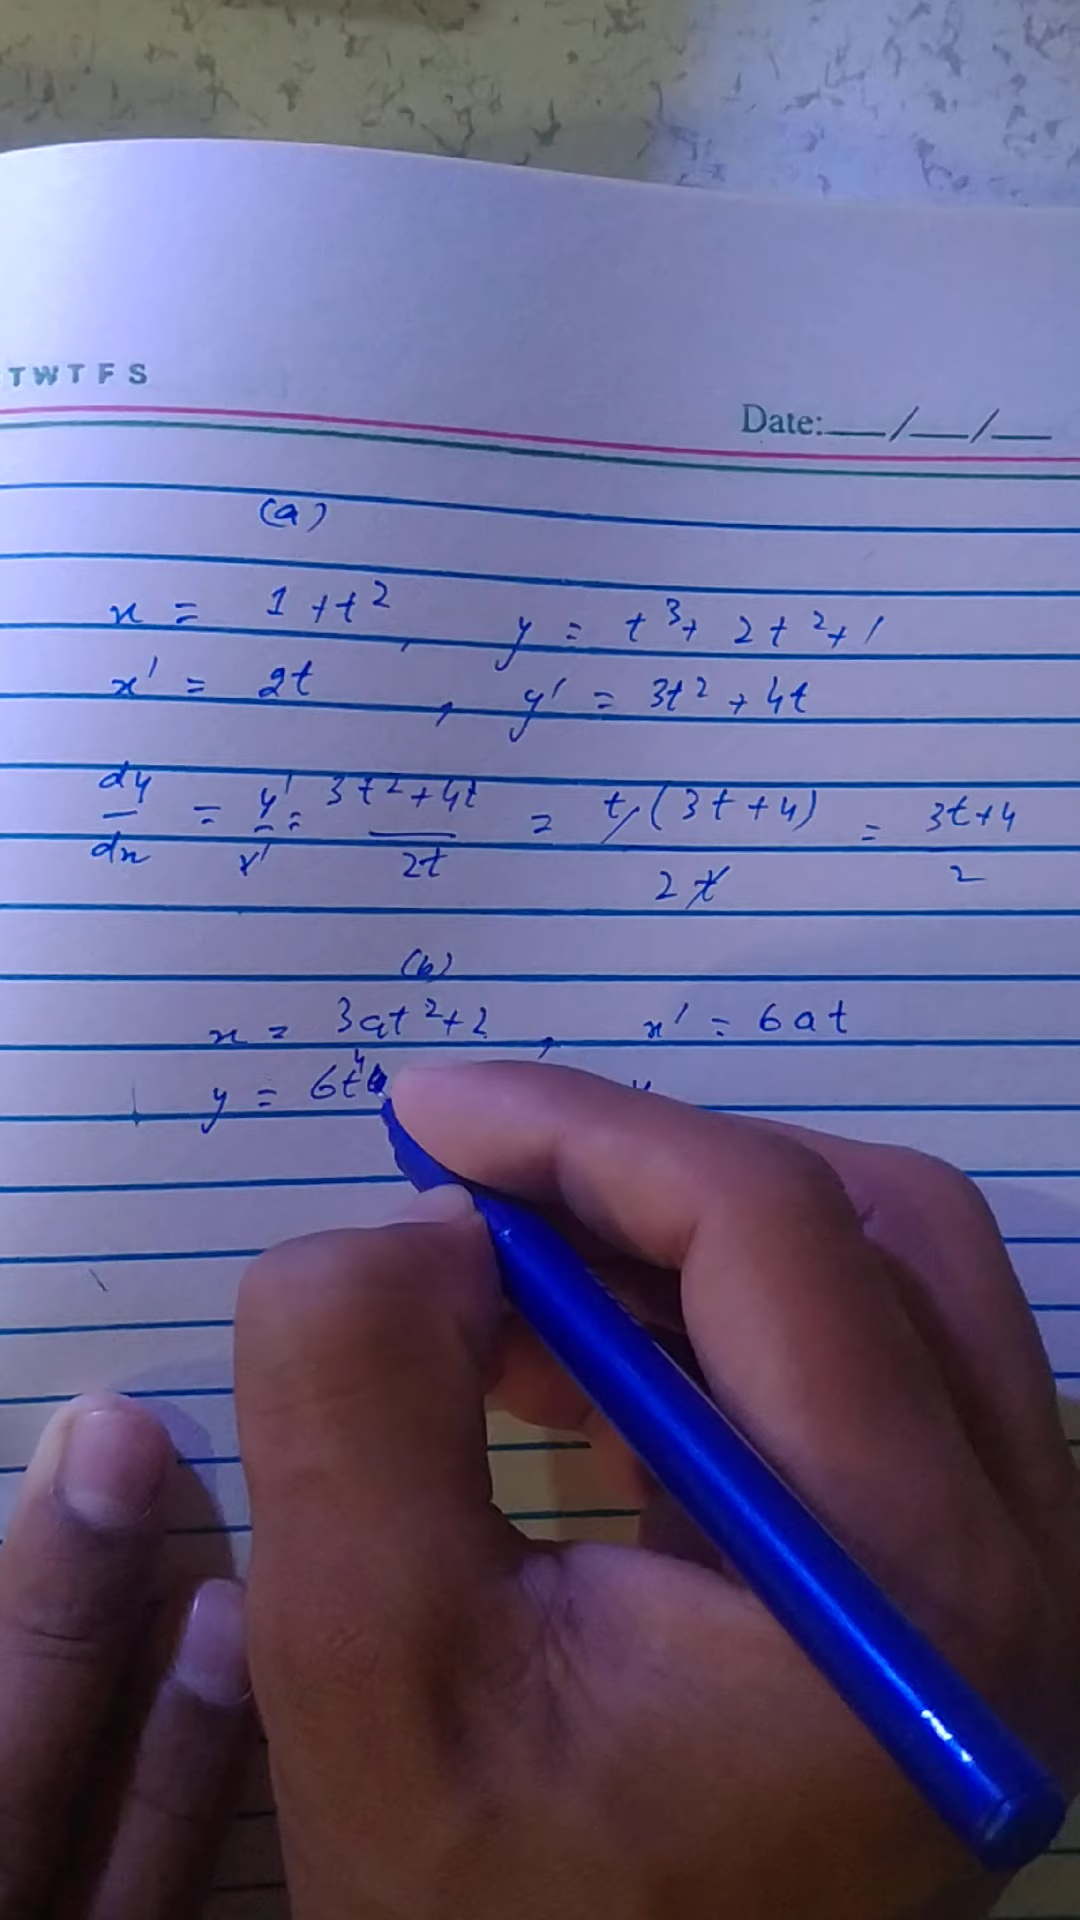 T W T F S
Date:__/__/__
(a)
x = 1 + t², y = t³ + 2t² + 1
x' = 2t, y' = 3t² + 4t
dy/dx = y'/x' = 3t²+4t/2t = t(3t+4)/2t = 3t+4/2
(b)
x = 3at²+2, x' = 6at
y = 6t⁴